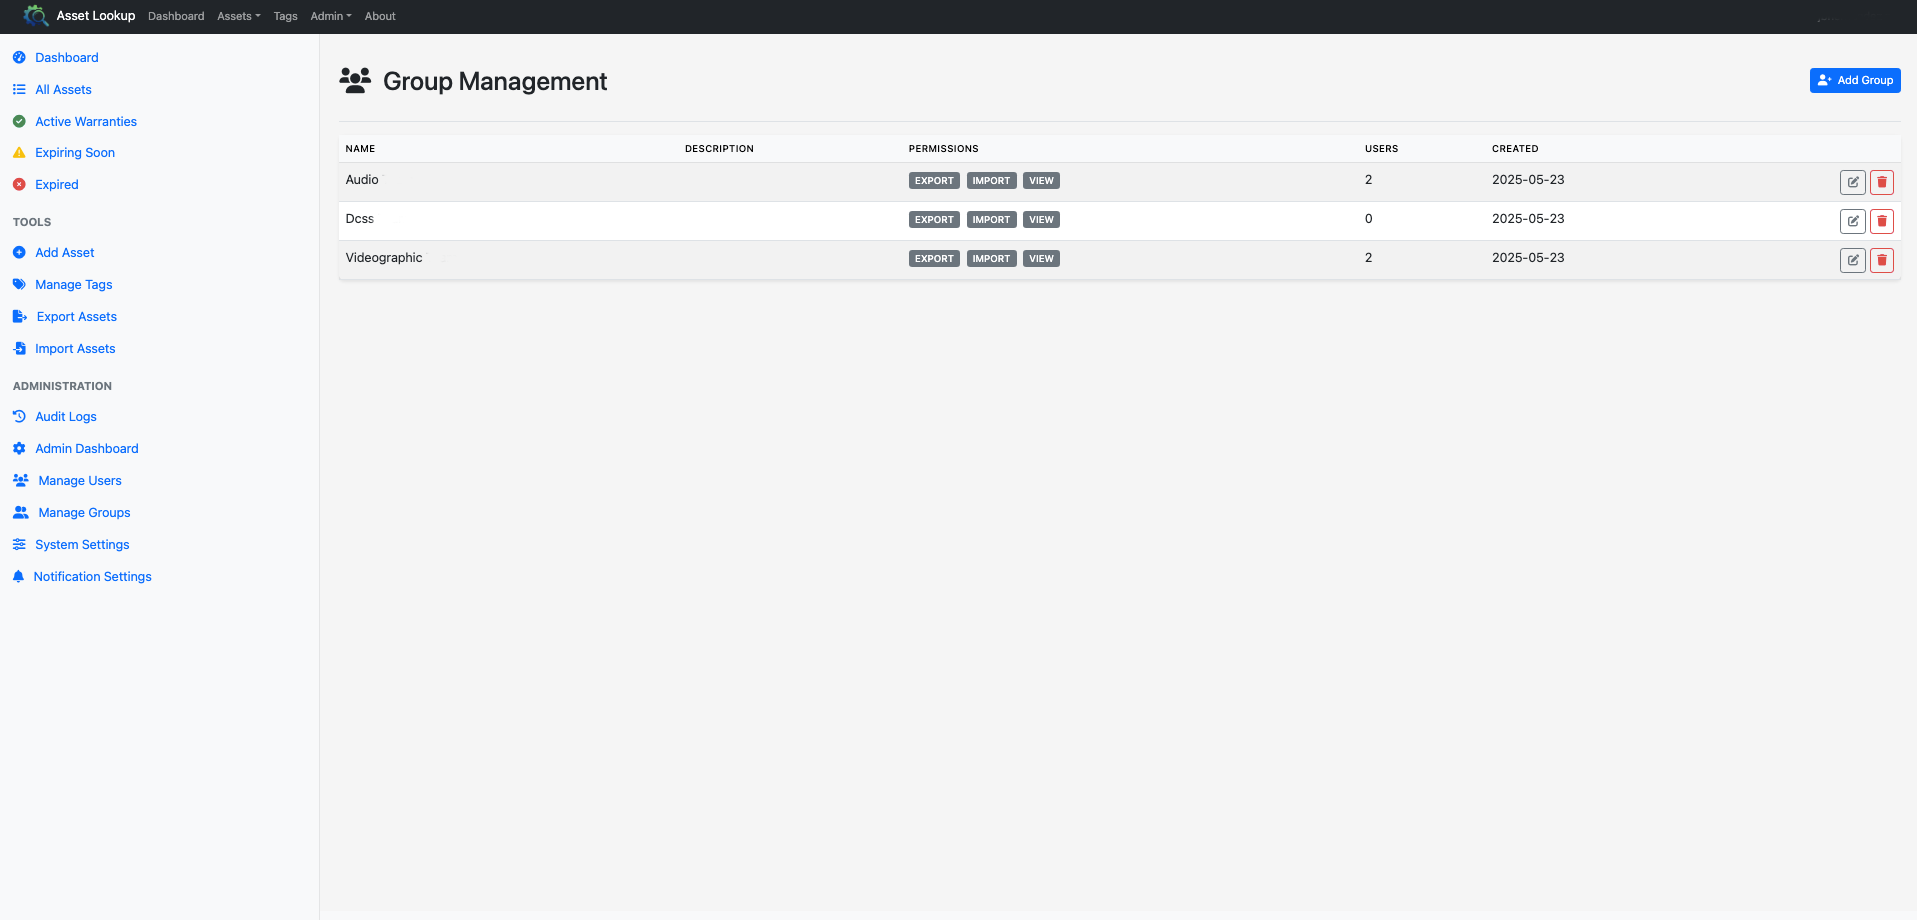 Asset Lookup Dashboard Assets Tags Admin About
Dashboard
All Assets
Active Warranties
Expiring Soon
Expired
TOOLS
Add Asset
Manage Tags
Export Assets
Import Assets
ADMINISTRATION
Audit Logs
Admin Dashboard
Manage Users
Manage Groups
System Settings
Notification Settings
Group Management
Add Group
NAME DESCRIPTION PERMISSIONS USERS CREATED
Audio EXPORT IMPORT VIEW 2 2025-05-23
Dcss EXPORT IMPORT VIEW 0 2025-05-23
Videographic EXPORT IMPORT VIEW 2 2025-05-23